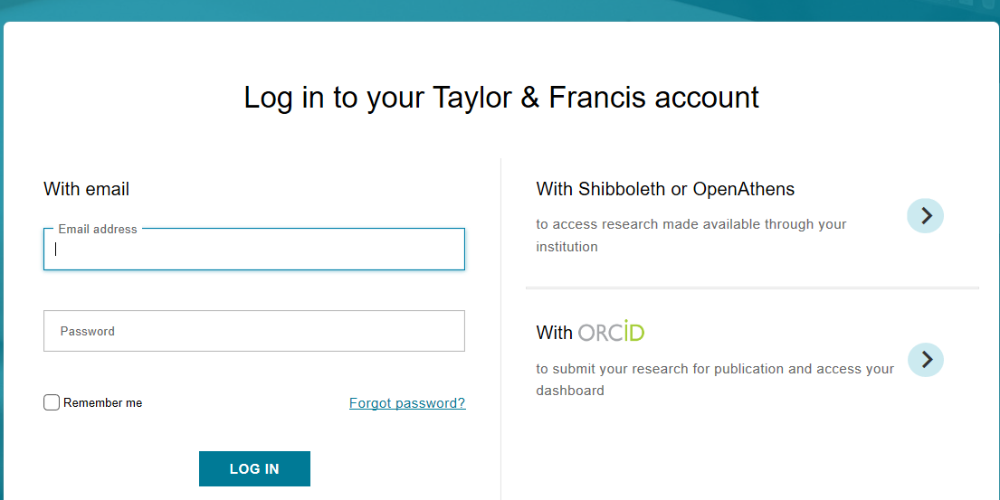 Log in to your Taylor & Francis account
With email
Email address
Password
Remember me
Forgot password?
LOG IN
With Shibboleth or OpenAthens
to access research made available through your
institution
With ORCID
to submit your research for publication and access your
dashboard